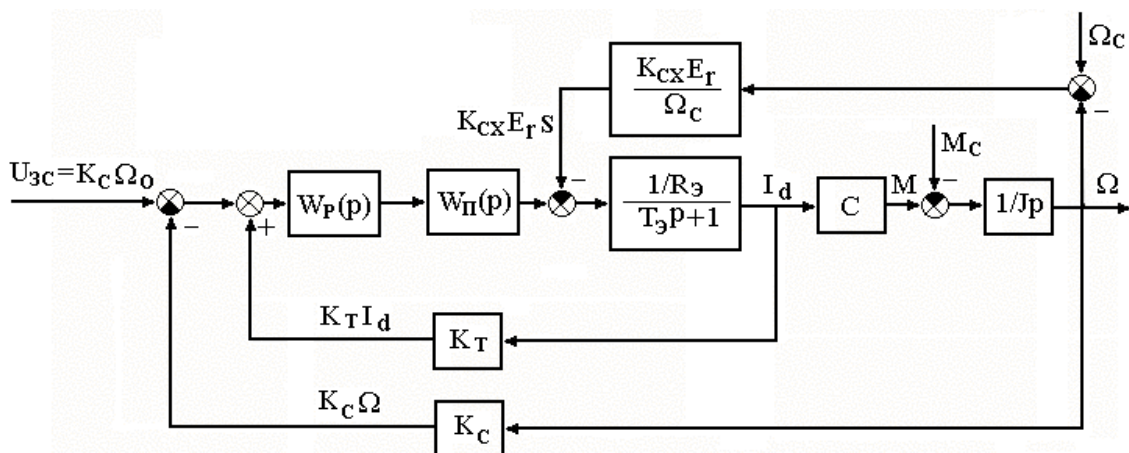 Ω_C
K_CX E_r
Ω_C
K_CX E_r S
−
−
M_C
U_ЗС=K_C Ω_O
W_P(p)
W_П(p)
−
1/R_Э
T_Э p+1
I_d
C
M
−
1/Jp
Ω
−
+
K_T I_d
K_T
K_C Ω
K_C